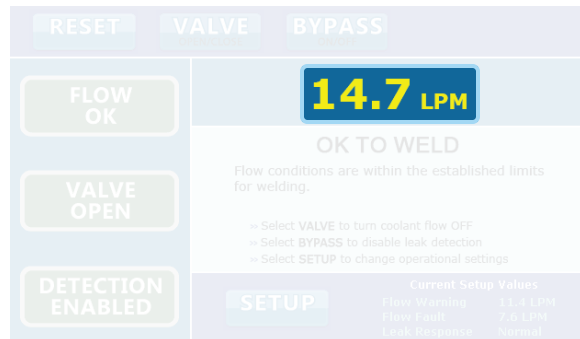 RESET VALVE BYPASS
14.7 LPM
FLOW
OK
OK TO WELD
Flow conditions are within the established limits
for welding.
VALVE
OPEN
» Select VALVE to turn coolant flow OFF
» Select BYPASS to disable leak detection
» Select SETUP to change operational settings
DETECTION
ENABLED
SETUP
Current Setup Values
Flow Warning 11.4 LPM
Flow Fault 7.6 LPM
Leak Response Normal